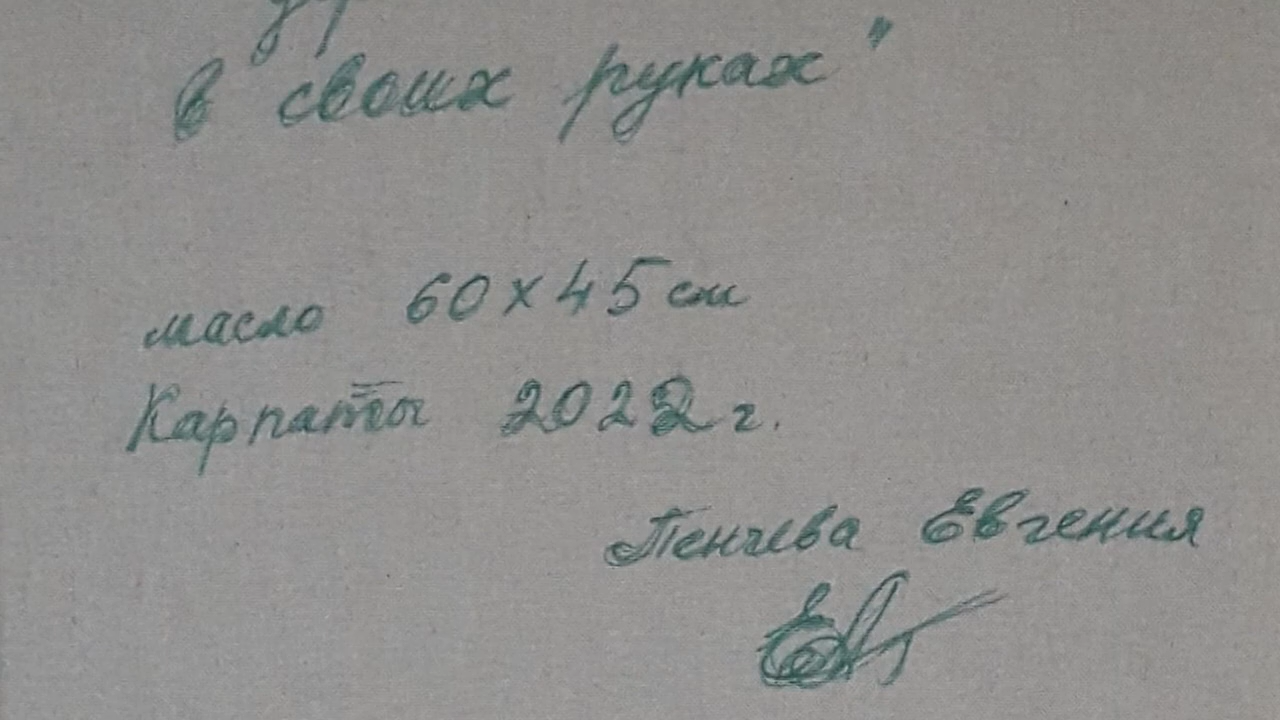 в своих руках"
масло 60 x 45 см
Карпаты 2022 г.
Пенчева Евгения